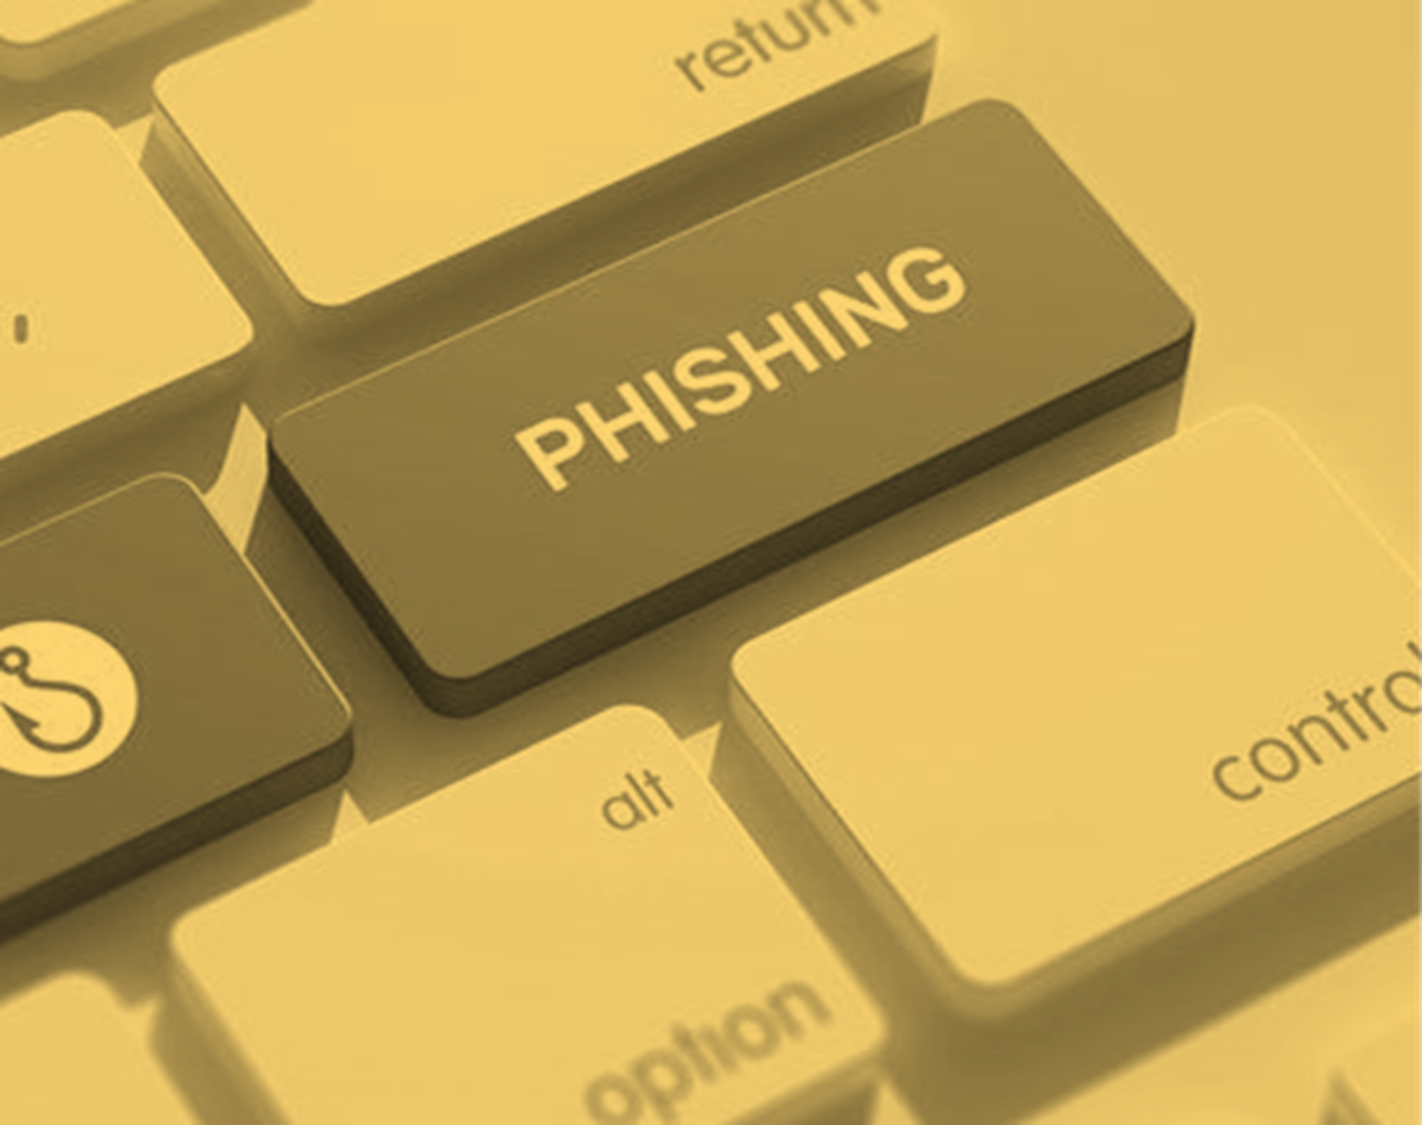 return
,
PHISHING
alt
control
option